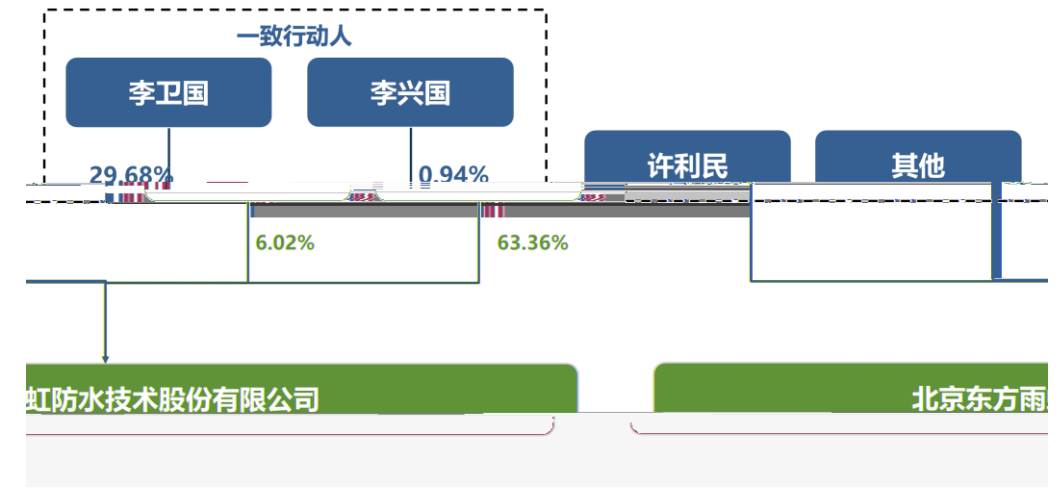 一致行动人
李卫国
李兴国
29.68%
0.94%
许利民
其他
6.02%
63.36%
虹防水技术股份有限公司
北京东方雨